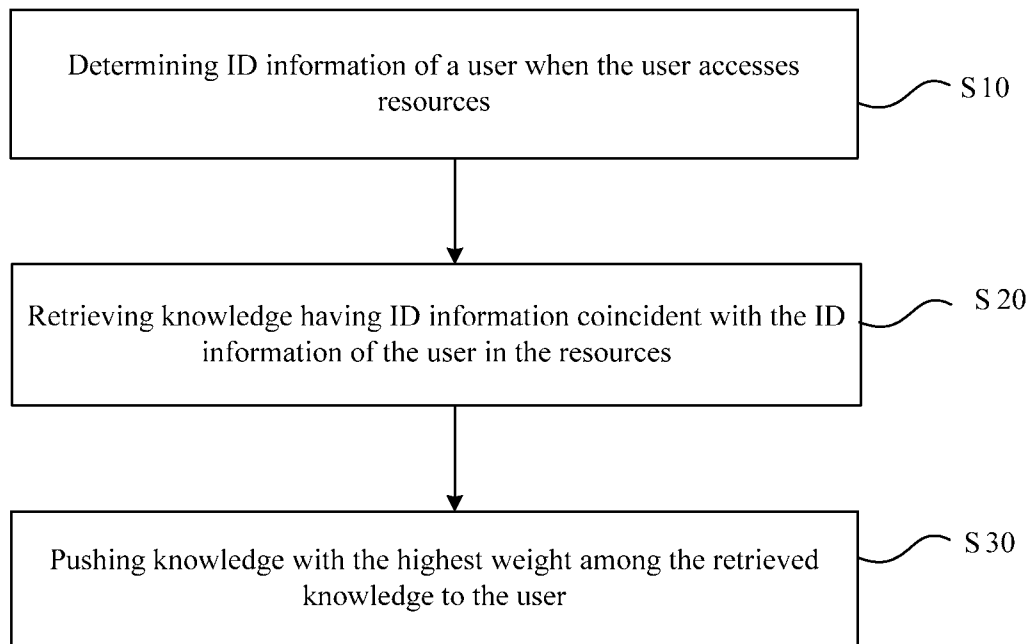 Determining ID information of a user when the user accesses
resources
S 10
Retrieving knowledge having ID information coincident with the ID
information of the user in the resources
S 20
Pushing knowledge with the highest weight among the retrieved
knowledge to the user
S 30